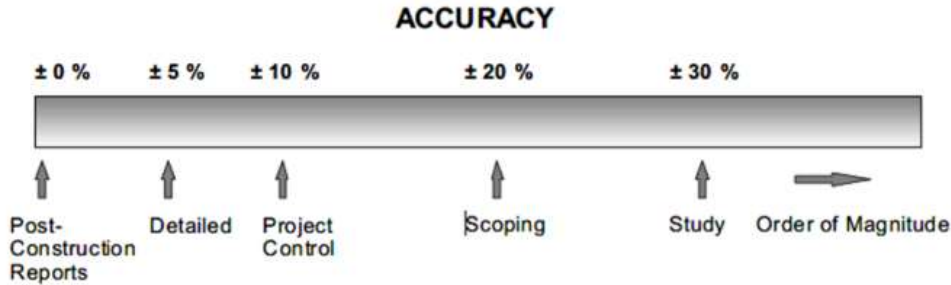 ACCURACY
± 0 % ± 5 % ± 10 % ± 20 % ± 30 %
Post- Detailed Project Scoping Study Order of Magnitude
Construction Control
Reports